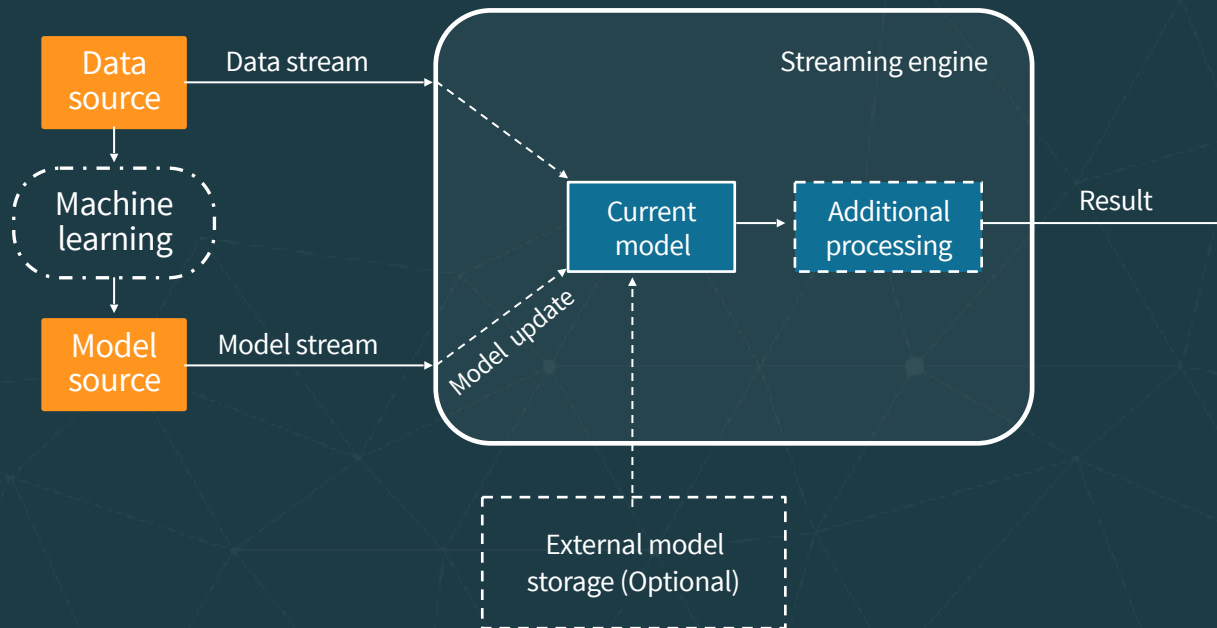 Data
source
Data stream
Streaming engine
Machine
learning
Current
model
Additional
processing
Result
Model update
Model
source
Model stream
External model
storage (Optional)